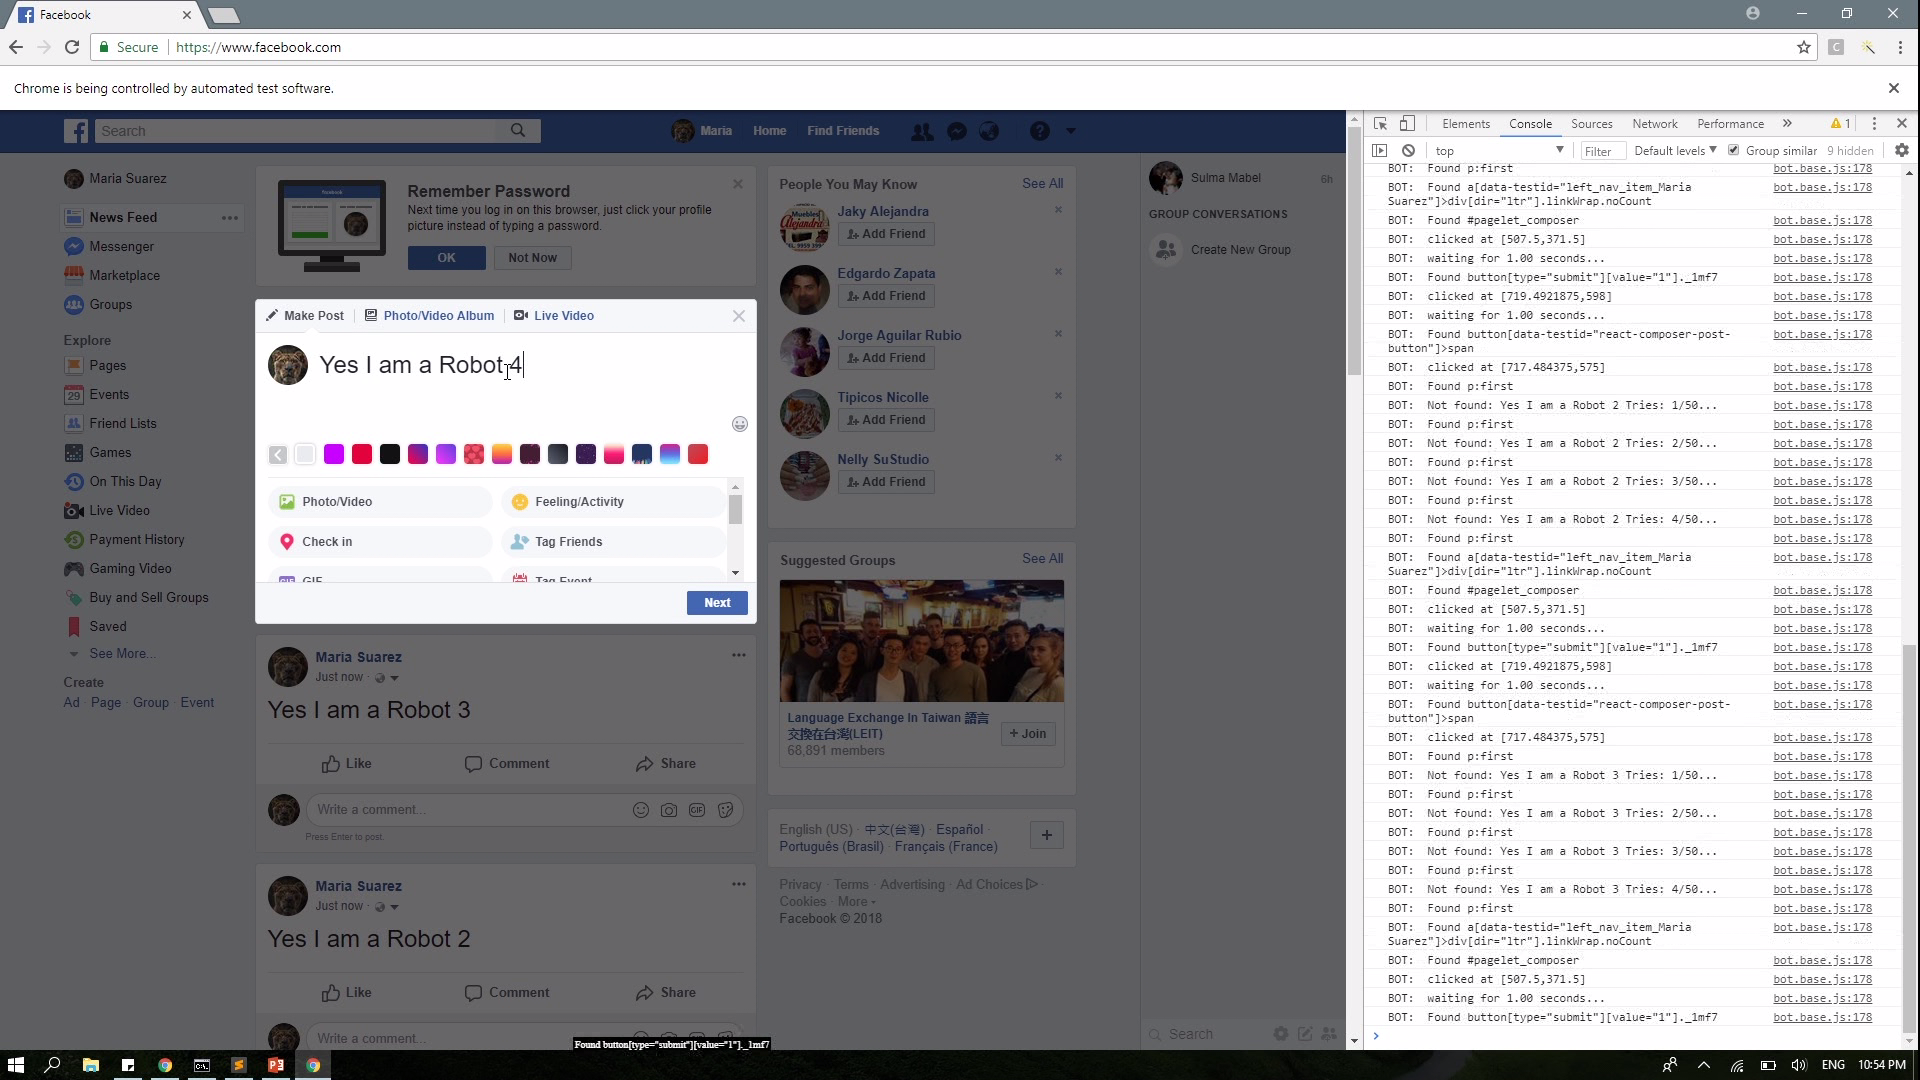 Facebook
Secure
https://www.facebook.com
Chrome is being controlled by automated test software.
Search
Maria
Home
Find Friends
Maria Suarez
News Feed
Messenger
Marketplace
Groups
Explore
Pages
Events
Friend Lists
Games
On This Day
Live Video
Payment History
Gaming Video
Buy and Sell Groups
Saved
See More...
Create
Ad · Page · Group · Event
Remember Password
Next time you log in on this browser, just click your profile
picture instead of typing a password.
OK
Not Now
Make Post
Photo/Video Album
Live Video
Yes I am a Robot 4
Photo/Video
Feeling/Activity
Check in
Tag Friends
GIF
Tag Event
Next
Maria Suarez
Just now ·
Yes I am a Robot 3
Like
Comment
Share
Write a comment...
GIF
Press Enter to post.
Maria Suarez
Just now ·
Yes I am a Robot 2
Like
Comment
Share
Write a comment...
Found button[type="submit"][value="1"]._1mf7
People You May Know
See All
Jaky Alejandra
Add Friend
Edgardo Zapata
Add Friend
Jorge Aguilar Rubio
Add Friend
Tipicos Nicolle
Add Friend
Nelly SuStudio
Add Friend
Suggested Groups
See All
Language Exchange In Taiwan 語言
交換在台灣(LEIT)
68,891 members
+ Join
English (US) · 中文(台灣) · Español ·
Português (Brasil) · Français (France)
Privacy · Terms · Advertising · Ad Choices ·
Cookies · More
Facebook © 2018
Sulma Mabel
6h
GROUP CONVERSATIONS
Create New Group
Search
Elements
Console
Sources
Network
Performance
1
top
Filter
Default levels
Group similar
9 hidden
BOT: Found p:first bot.base.js:178
BOT: Found a[data-testid="left_nav_item_Maria bot.base.js:178
Suarez"]>div[dir="ltr"].linkWrap.noCount
BOT: Found #pagelet_composer bot.base.js:178
BOT: clicked at [507.5,371.5] bot.base.js:178
BOT: waiting for 1.00 seconds... bot.base.js:178
BOT: Found button[type="submit"][value="1"]._1mf7 bot.base.js:178
BOT: clicked at [719.4921875,598] bot.base.js:178
BOT: waiting for 1.00 seconds... bot.base.js:178
BOT: Found button[data-testid="react-composer-post- bot.base.js:178
button"]>span
BOT: clicked at [717.484375,575] bot.base.js:178
BOT: Found p:first bot.base.js:178
BOT: Not found: Yes I am a Robot 2 Tries: 1/50... bot.base.js:178
BOT: Found p:first bot.base.js:178
BOT: Not found: Yes I am a Robot 2 Tries: 2/50... bot.base.js:178
BOT: Found p:first bot.base.js:178
BOT: Not found: Yes I am a Robot 2 Tries: 3/50... bot.base.js:178
BOT: Found p:first bot.base.js:178
BOT: Not found: Yes I am a Robot 2 Tries: 4/50... bot.base.js:178
BOT: Found p:first bot.base.js:178
BOT: Found a[data-testid="left_nav_item_Maria bot.base.js:178
Suarez"]>div[dir="ltr"].linkWrap.noCount
BOT: Found #pagelet_composer bot.base.js:178
BOT: clicked at [507.5,371.5] bot.base.js:178
BOT: waiting for 1.00 seconds... bot.base.js:178
BOT: Found button[type="submit"][value="1"]._1mf7 bot.base.js:178
BOT: clicked at [719.4921875,598] bot.base.js:178
BOT: waiting for 1.00 seconds... bot.base.js:178
BOT: Found button[data-testid="react-composer-post- bot.base.js:178
button"]>span
BOT: clicked at [717.484375,575] bot.base.js:178
BOT: Found p:first bot.base.js:178
BOT: Not found: Yes I am a Robot 3 Tries: 1/50... bot.base.js:178
BOT: Found p:first bot.base.js:178
BOT: Not found: Yes I am a Robot 3 Tries: 2/50... bot.base.js:178
BOT: Found p:first bot.base.js:178
BOT: Not found: Yes I am a Robot 3 Tries: 3/50... bot.base.js:178
BOT: Found p:first bot.base.js:178
BOT: Not found: Yes I am a Robot 3 Tries: 4/50... bot.base.js:178
BOT: Found p:first bot.base.js:178
BOT: Found a[data-testid="left_nav_item_Maria bot.base.js:178
Suarez"]>div[dir="ltr"].linkWrap.noCount
BOT: Found #pagelet_composer bot.base.js:178
BOT: clicked at [507.5,371.5] bot.base.js:178
BOT: waiting for 1.00 seconds... bot.base.js:178
BOT: Found button[type="submit"][value="1"]._1mf7 bot.base.js:178
ENG
10:54 PM